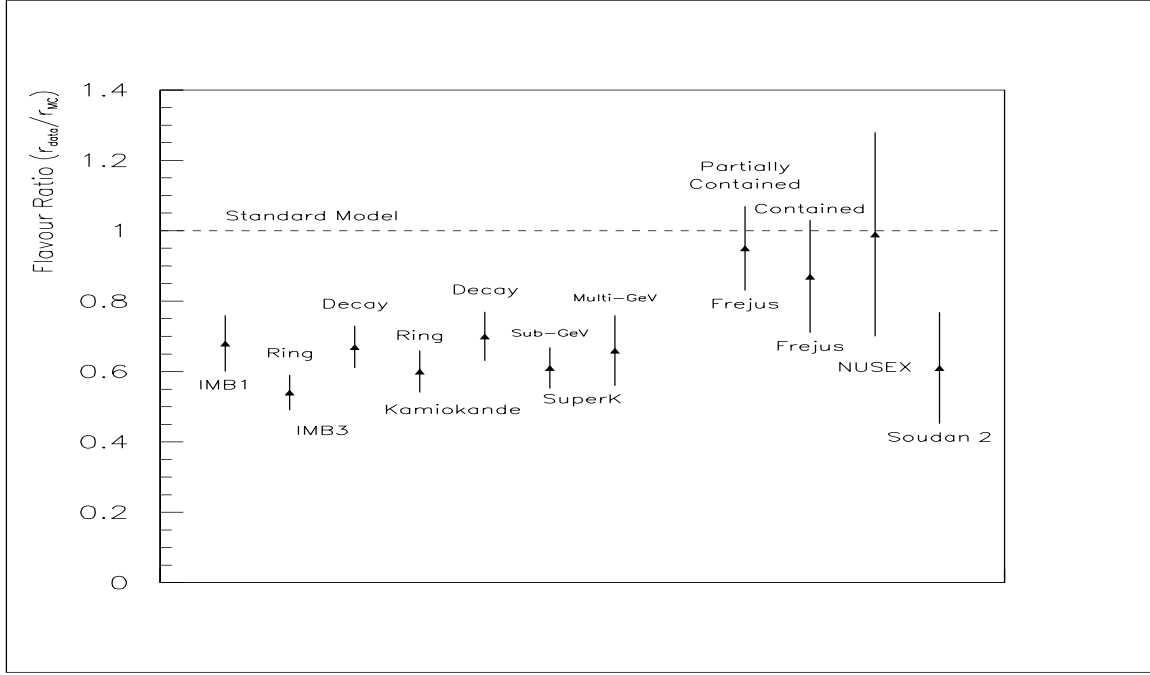 Flavour Ratio (r_data/r_MC)
1.4
1.2
1
0.8
0.6
0.4
0.2
0
Standard Model
IMB1
Ring
IMB3
Decay
Ring
Kamiokande
Decay
Sub-GeV
SuperK
Multi-GeV
Partially
Contained
Frejus
Contained
Frejus
NUSEX
Soudan 2